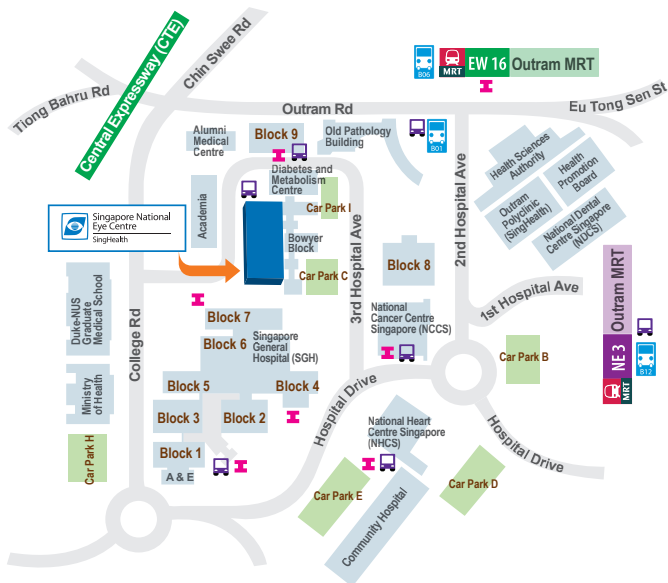 Central Expressway (CTE)
Chin Swee Rd
Tiong Bahru Rd
B06
MRT
EW 16
Outram MRT
Eu Tong Sen St
Outram Rd
Alumni
Medical
Centre
Block 9
Old Pathology
Building
B01
Diabetes and
Metabolism
Centre
Health Sciences
Authority
Health
Promotion
Board
Outram
Polyclinic
(SingHealth)
National Dental
Centre Singapore
(NDCS)
2nd Hospital Ave
Academia
Car Park I
Singapore National
Eye Centre
SingHealth
Bowyer
Block
Car Park C
3rd Hospital Ave
Block 8
1st Hospital Ave
Outram MRT
NE 3
MRT
B12
Duke-NUS
Graduate
Medical School
College Rd
Block 7
Block 6
Singapore
General
Hospital (SGH)
National
Cancer Centre
Singapore (NCCS)
Car Park B
Ministry
of Health
Block 5
Block 4
Block 3
Block 2
Hospital Drive
National Heart
Centre Singapore
(NHCS)
Hospital Drive
Car Park H
Block 1
A & E
Car Park E
Car Park D
Community Hospital